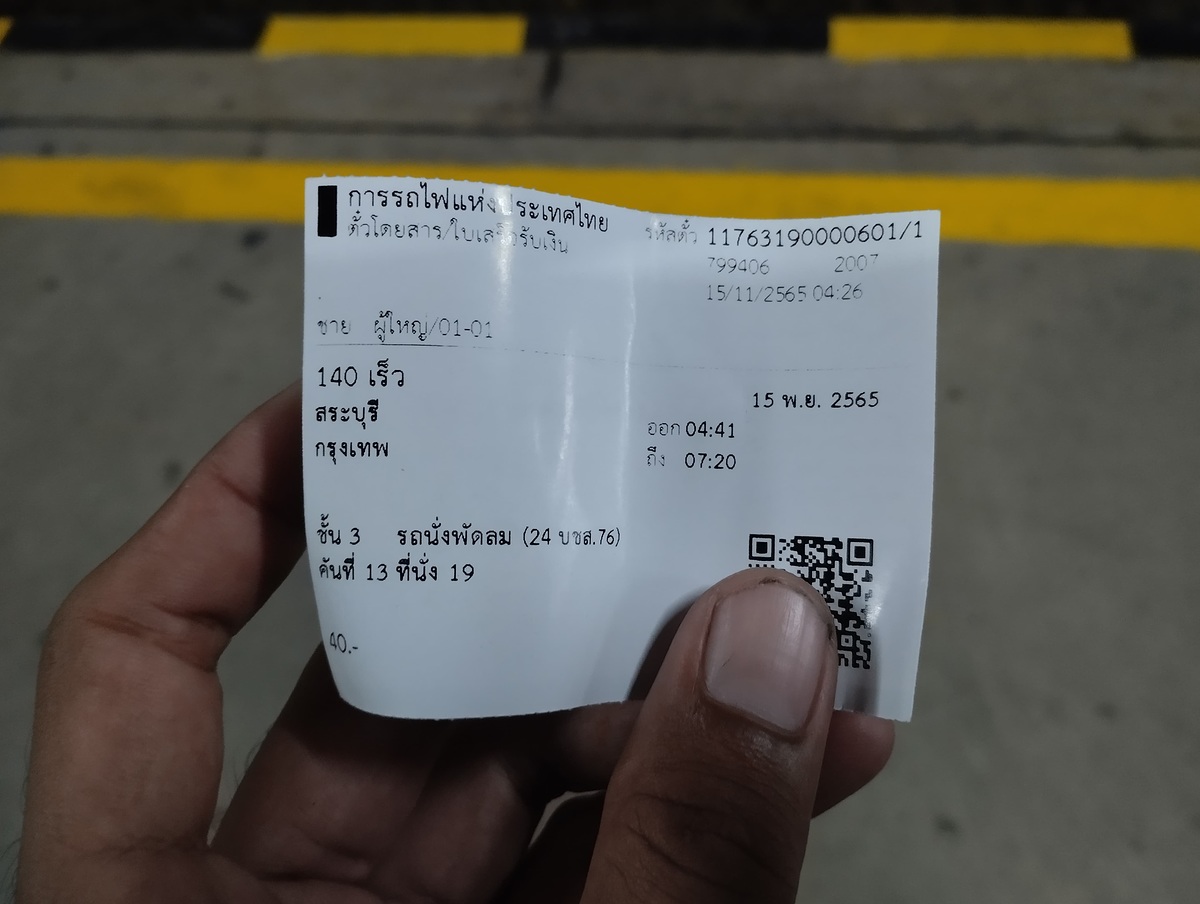 การรถไฟแห่งประเทศไทย
ตั๋วโดยสาร/ใบเสร็จรับเงิน
รหัสตั๋ว 11763190000601/1
799406 2007
15/11/2565 04:26
ชาย ผู้ใหญ่/01-01
140 เร็ว
15 พ.ย. 2565
สระบุรี
ออก 04:41
กรุงเทพ
ถึง 07:20
ชั้น 3 รถนั่งพัดลม (24 บชส.76)
คันที่ 13 ที่นั่ง 19
40.-